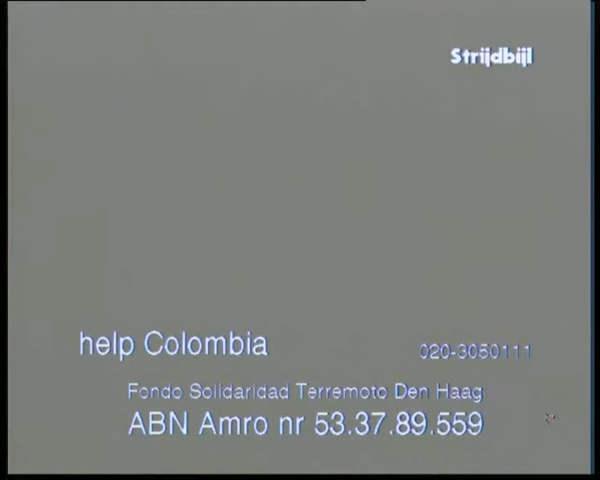 Strijdbijl
help Colombia
020-3050111
Fondo Solidaridad Terremoto Den Haag
ABN Amro nr 53.37.89.559